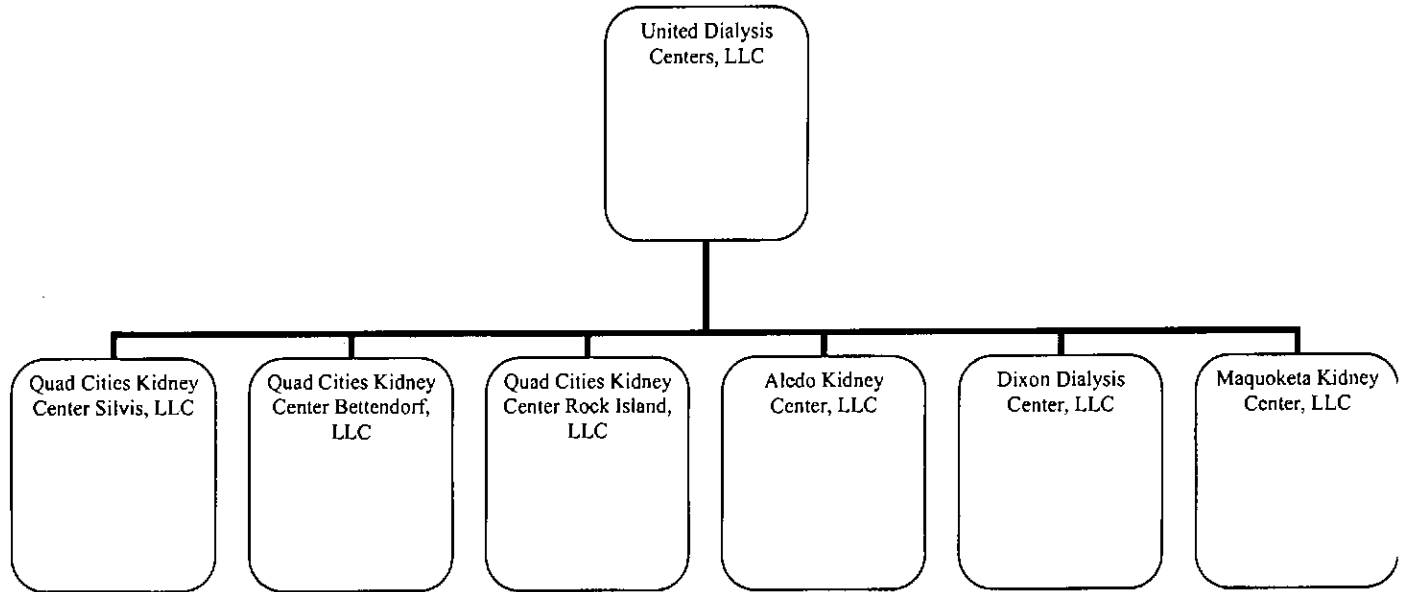 United Dialysis
Centers, LLC
Quad Cities Kidney
Center Silvis, LLC
Quad Cities Kidney
Center Bettendorf,
LLC
Quad Cities Kidney
Center Rock Island,
LLC
Aledo Kidney
Center, LLC
Dixon Dialysis
Center, LLC
Maquoketa Kidney
Center, LLC